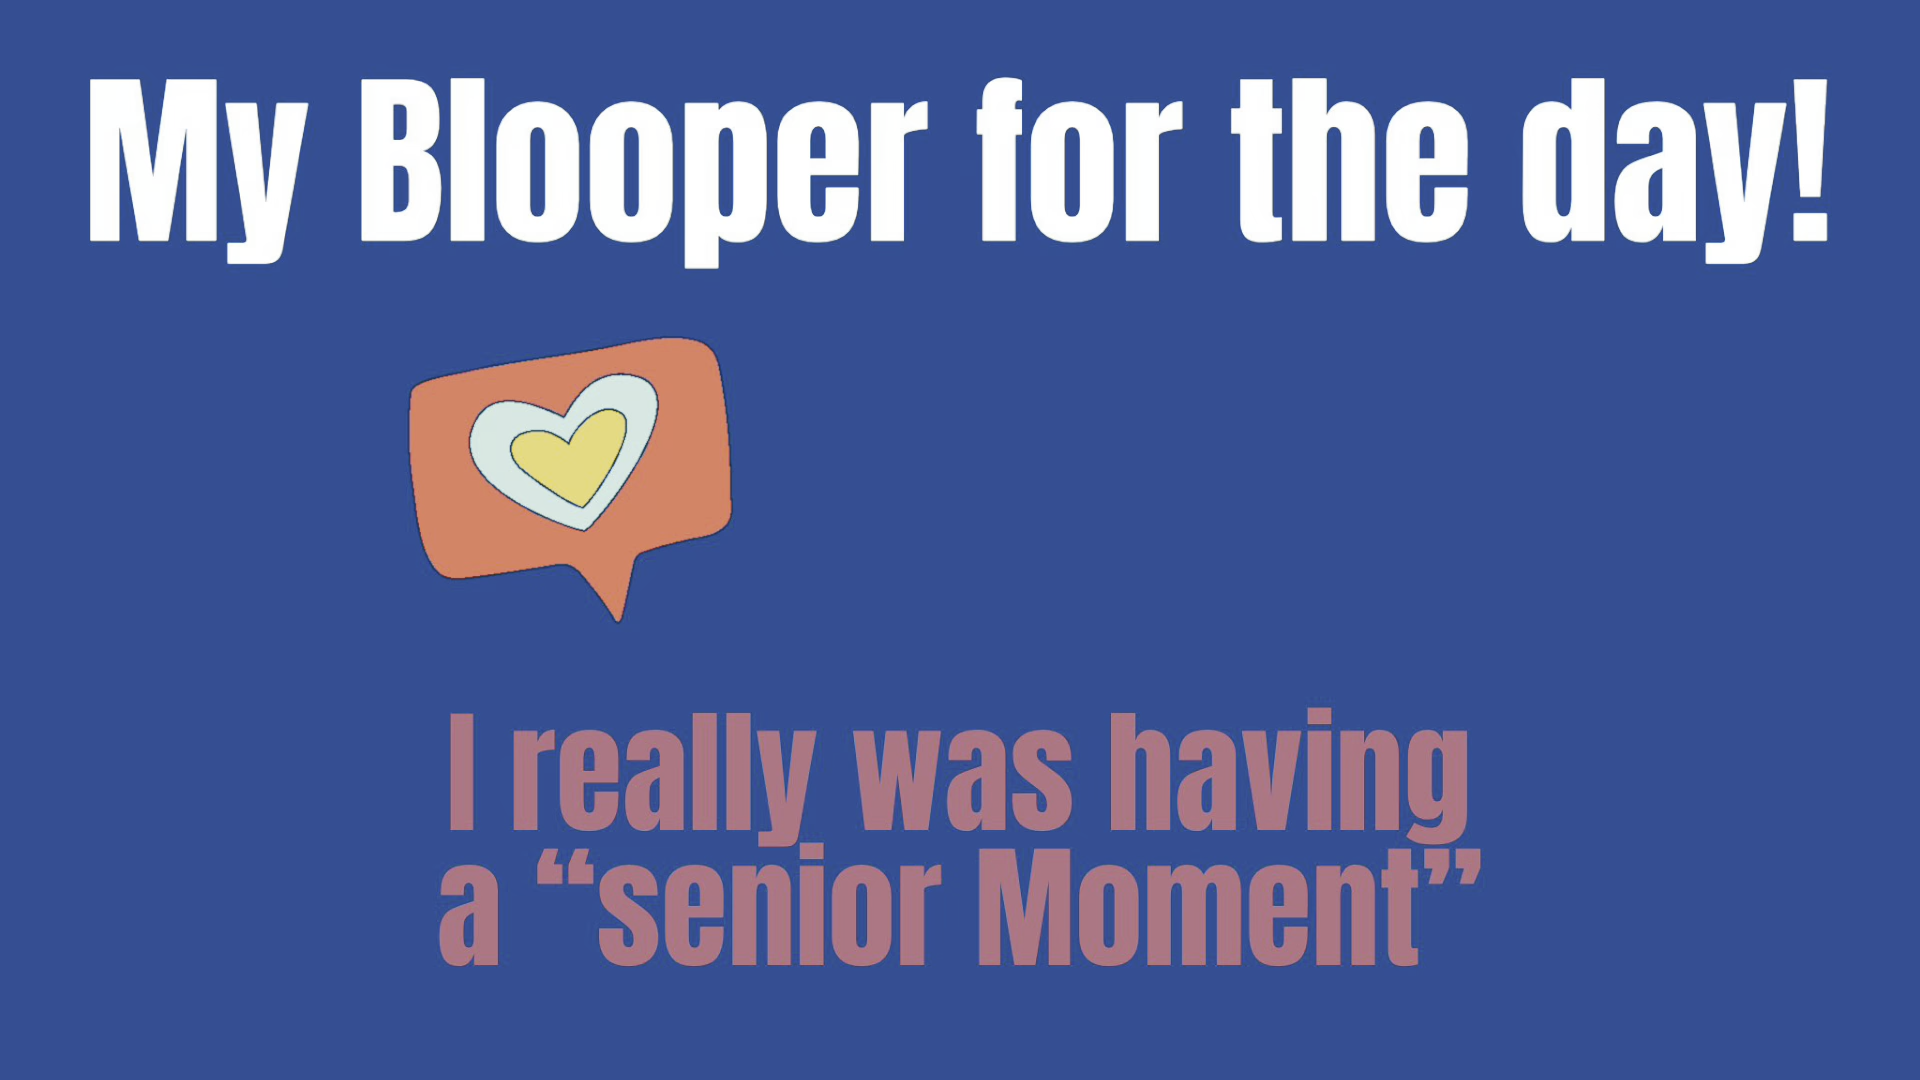 My Blooper for the day!
I really was having
a “senior Moment”